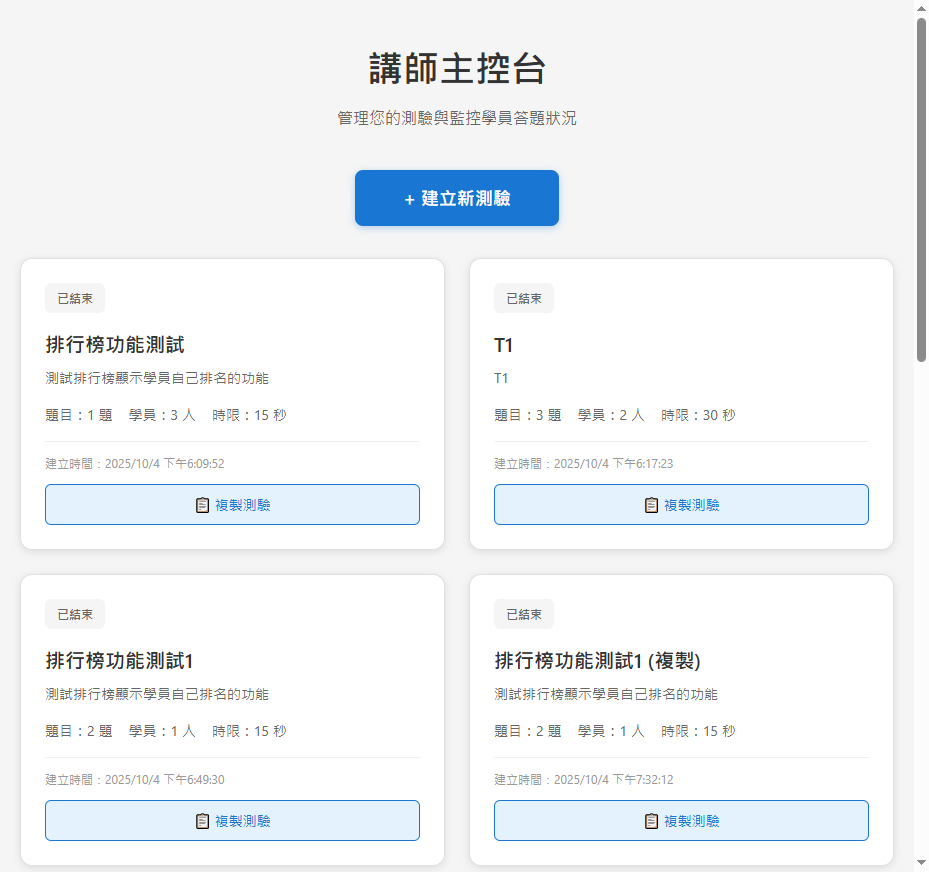 講師主控台
管理您的測驗與監控學員答題狀況
+ 建立新測驗
已結束
排行榜功能測試
測試排行榜顯示學員自己排名的功能
題目：1 題 學員：3 人 時限：15 秒
建立時間：2025/10/4 下午6:09:52
📋 複製測驗
已結束
T1
T1
題目：3 題 學員：2 人 時限：30 秒
建立時間：2025/10/4 下午6:17:23
📋 複製測驗
已結束
排行榜功能測試1
測試排行榜顯示學員自己排名的功能
題目：2 題 學員：1 人 時限：15 秒
建立時間：2025/10/4 下午6:49:30
📋 複製測驗
已結束
排行榜功能測試1 (複製)
測試排行榜顯示學員自己排名的功能
題目：2 題 學員：1 人 時限：15 秒
建立時間：2025/10/4 下午7:32:12
📋 複製測驗